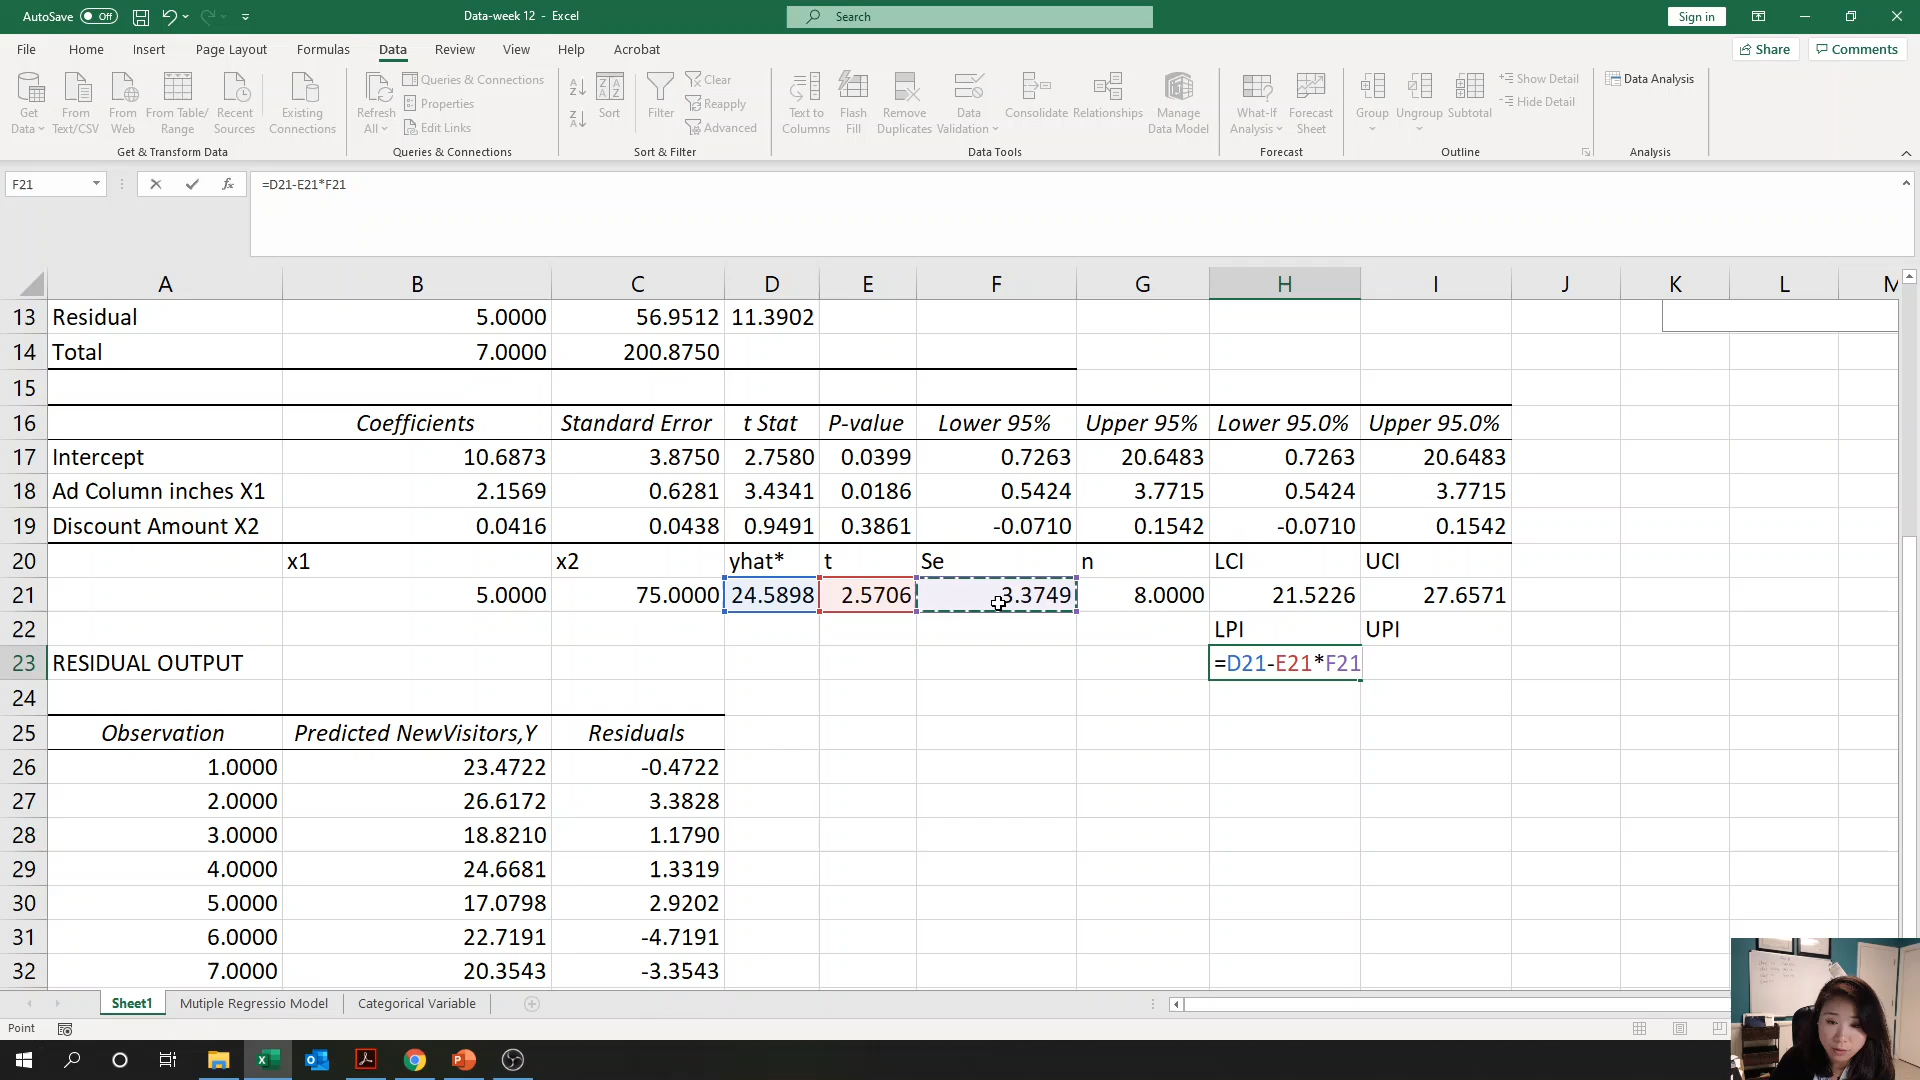 AutoSave Off
Data-week 12 - Excel
Search
Sign in
File Home Insert Page Layout Formulas Data Review View Help Acrobat
Share Comments
Get Data
From Text/CSV
From Web
From Table/ Range
Recent Sources
Existing Connections
Refresh All
Queries & Connections
Properties
Edit Links
Sort
Filter
Clear
Reapply
Advanced
Text to Columns
Flash Fill
Remove Duplicates
Data Validation
Consolidate
Relationships
Manage Data Model
What-If Analysis
Forecast Sheet
Group
Ungroup
Subtotal
Show Detail
Hide Detail
Data Analysis
Get & Transform Data
Queries & Connections
Sort & Filter
Data Tools
Forecast
Outline
Analysis
F21
fx
=D21-E21*F21
A B C D E F G H I J K L M
13 Residual 5.0000 56.9512 11.3902
14 Total 7.0000 200.8750
15
16 Coefficients Standard Error t Stat P-value Lower 95% Upper 95% Lower 95.0% Upper 95.0%
17 Intercept 10.6873 3.8750 2.7580 0.0399 0.7263 20.6483 0.7263 20.6483
18 Ad Column inches X1 2.1569 0.6281 3.4341 0.0186 0.5424 3.7715 0.5424 3.7715
19 Discount Amount X2 0.0416 0.0438 0.9491 0.3861 -0.0710 0.1542 -0.0710 0.1542
20 x1 x2 yhat* t Se n LCI UCI
21 5.0000 75.0000 24.5898 2.5706 3.3749 8.0000 21.5226 27.6571
22 LPI UPI
23 RESIDUAL OUTPUT =D21-E21*F21
24
25 Observation Predicted NewVisitors,Y Residuals
26 1.0000 23.4722 -0.4722
27 2.0000 26.6172 3.3828
28 3.0000 18.8210 1.1790
29 4.0000 24.6681 1.3319
30 5.0000 17.0798 2.9202
31 6.0000 22.7191 -4.7191
32 7.0000 20.3543 -3.3543
Sheet1 Mutiple Regressio Model Categorical Variable
Point